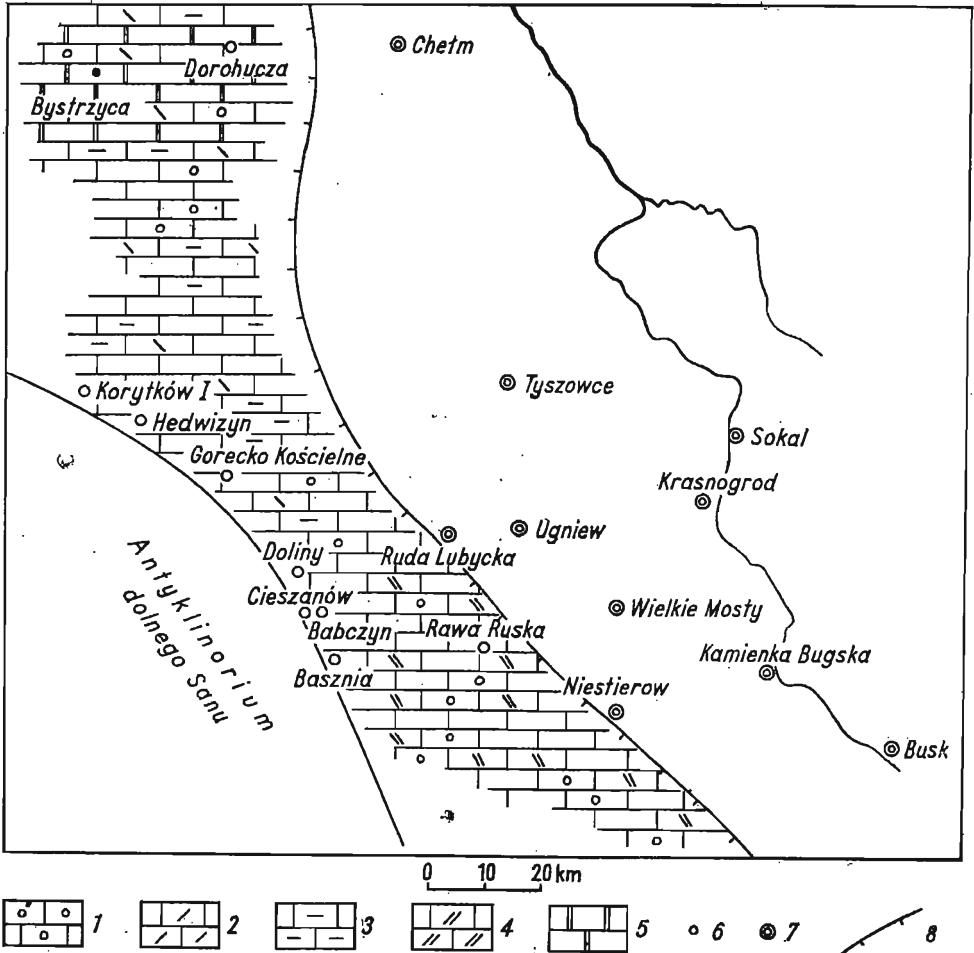 Chełm
Dorohucza
Bystrzyca
Korytków I
Tyszowce
Hedwizyn
Sokal
Gorecko Kościelne
Krasnogrod
Ugniew
Doliny
Ruda Lubycka
Cieszanów
Wielkie Mosty
Babczyn
Rawa Ruska
Kamienka Bugska
Basznia
Niestierow
Busk
Antyklinorium
dolnego Sanu
0 10 20 km
1 2 3 4 5 6 7 8